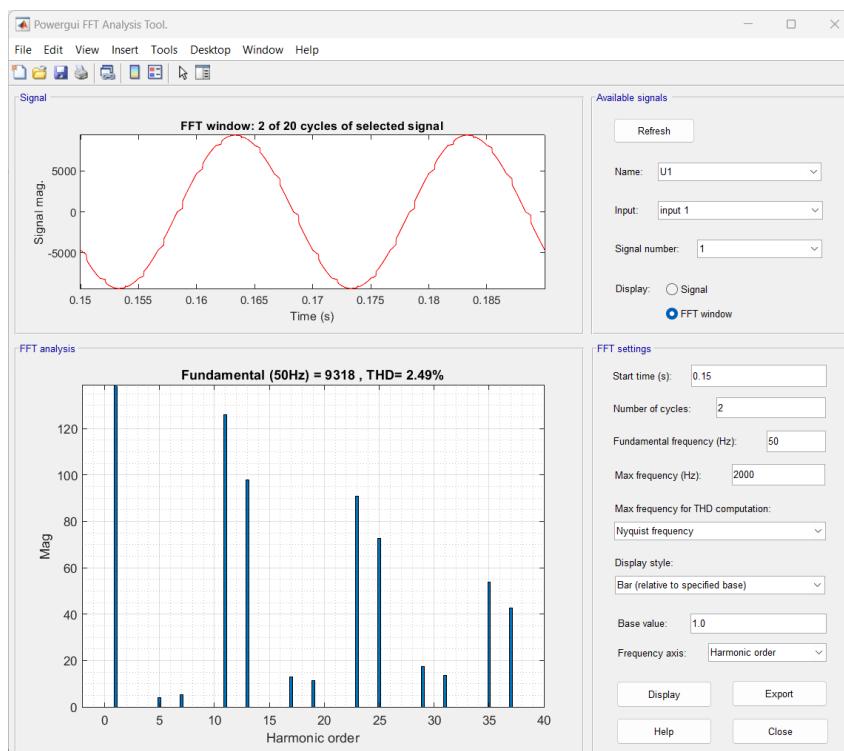 Powergui FFT Analysis Tool.
File Edit View Insert Tools Desktop Window Help
Signal
FFT window: 2 of 20 cycles of selected signal
5000
0
-5000
Signal mag.
0.15 0.155 0.16 0.165 0.17 0.175 0.18 0.185
Time (s)
Available signals
Refresh
Name: U1
Input: input 1
Signal number: 1
Display: Signal
FFT window
FFT analysis
Fundamental (50Hz) = 9318 , THD= 2.49%
120
100
80
60
40
20
0
Mag
0 5 10 15 20 25 30 35 40
Harmonic order
FFT settings
Start time (s): 0.15
Number of cycles: 2
Fundamental frequency (Hz): 50
Max frequency (Hz): 2000
Max frequency for THD computation:
Nyquist frequency
Display style:
Bar (relative to specified base)
Base value: 1.0
Frequency axis: Harmonic order
Display Export
Help Close